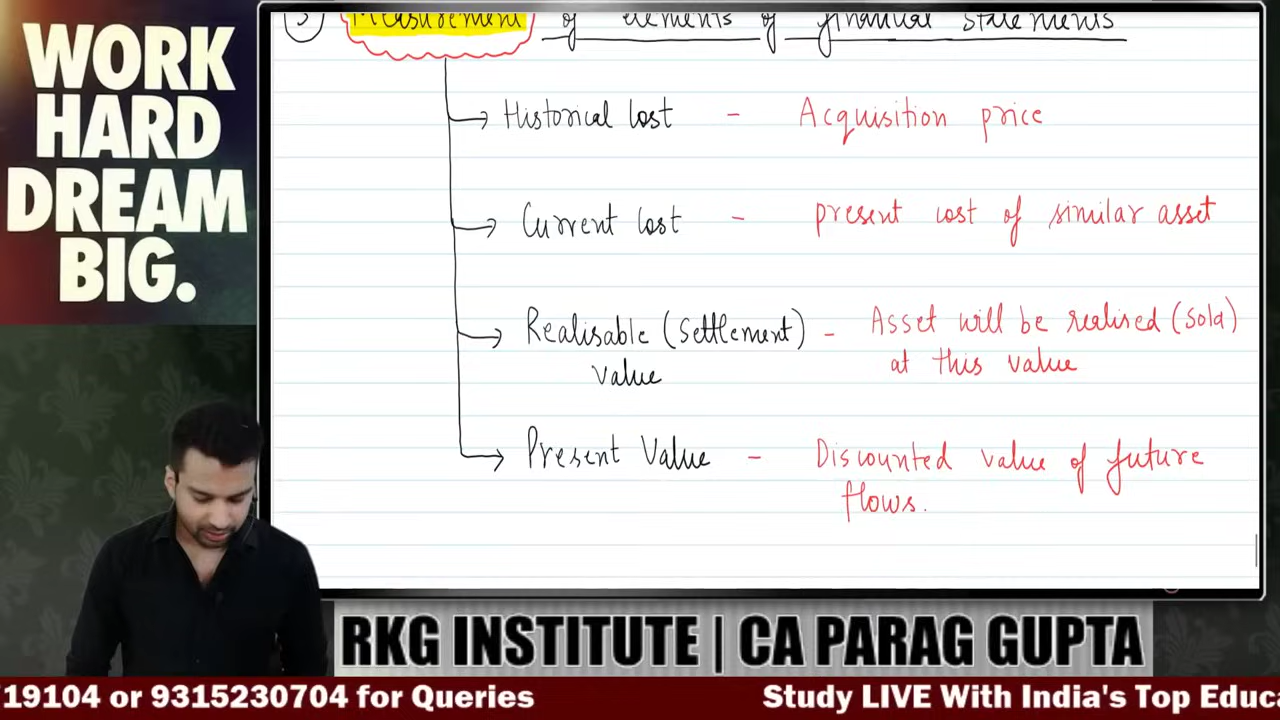 WORK
HARD
DREAM
BIG.
3 Measurement of elements of financial statements
Historical Cost - Acquisition price
Current Cost - present cost of similar asset
Realisable (Settlement) Value - Asset will be realised (Sold) at this value
Present Value - Discounted value of future flows.
RKG INSTITUTE | CA PARAG GUPTA
19104 or 9315230704 for Queries
Study LIVE With India's Top Educa